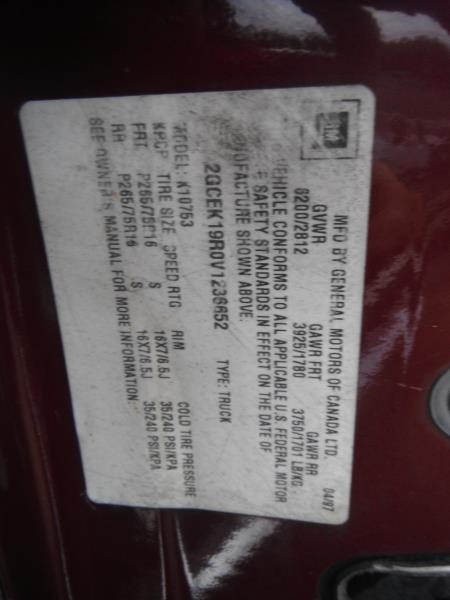 GM
MFD BY GENERAL MOTORS OF CANADA LTD.
04/97
GVWR GAWR FRT GAWR RR
6200/2812 3925/1780 3750/1701 LB/KG
VEHICLE CONFORMS TO ALL APPLICABLE U.S. FEDERAL MOTOR
E SAFETY STANDARDS IN EFFECT ON THE DATE OF
NUFACTURE SHOWN ABOVE.
2GCEK19R0V1236652 TYPE: TRUCK
MODEL: K10753
TIRE SIZE SPEED RTG RIM COLD TIRE PRESSURE
FRT P265/75R16 S 16X7/6.5J 35/240 PSI/KPA
RR P265/75R16 S 16X7/6.5J 35/240 PSI/KPA
SEE OWNER'S MANUAL FOR MORE INFORMATION.